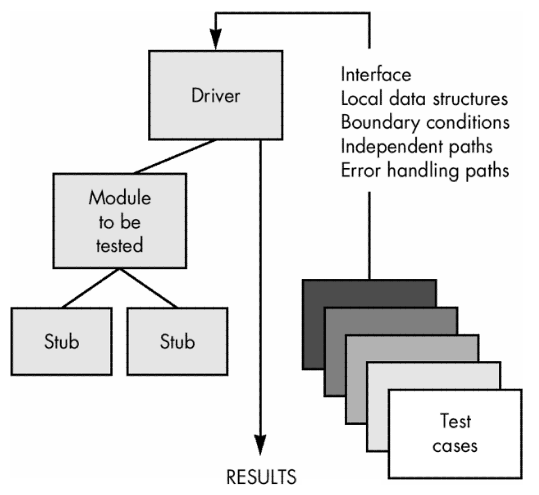 Driver
Interface
Local data structures
Boundary conditions
Independent paths
Error handling paths
Module
to be
tested
Stub
Stub
Test
cases
RESULTS